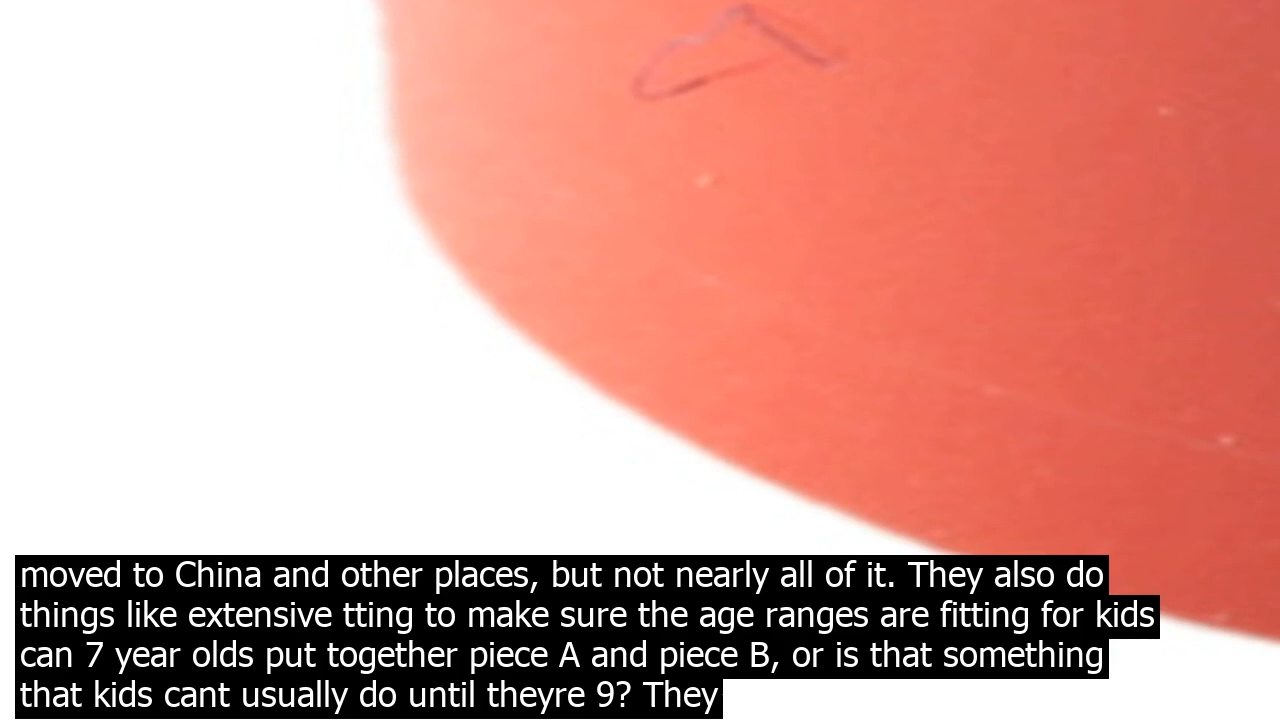 moved to China and other places, but not nearly all of it. They also do
things like extensive tting to make sure the age ranges are fitting for kids
can 7 year olds put together piece A and piece B, or is that something
that kids cant usually do until theyre 9? They